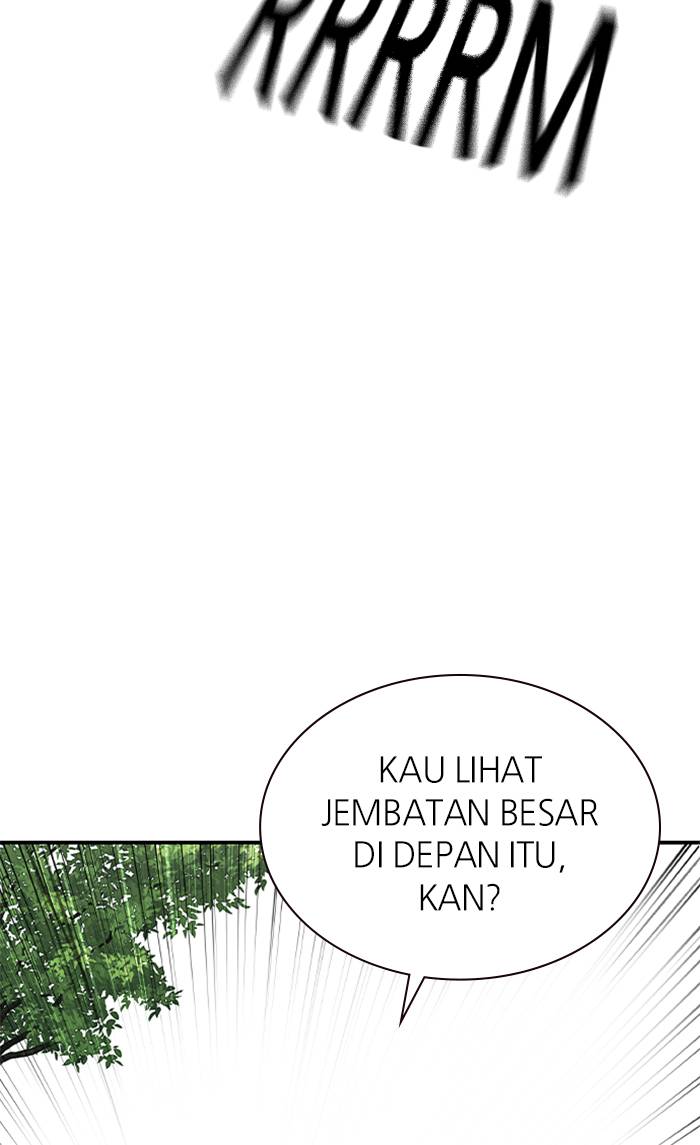 RRRRM
KAU LIHAT
JEMBATAN BESAR
DI DEPAN ITU,
KAN?